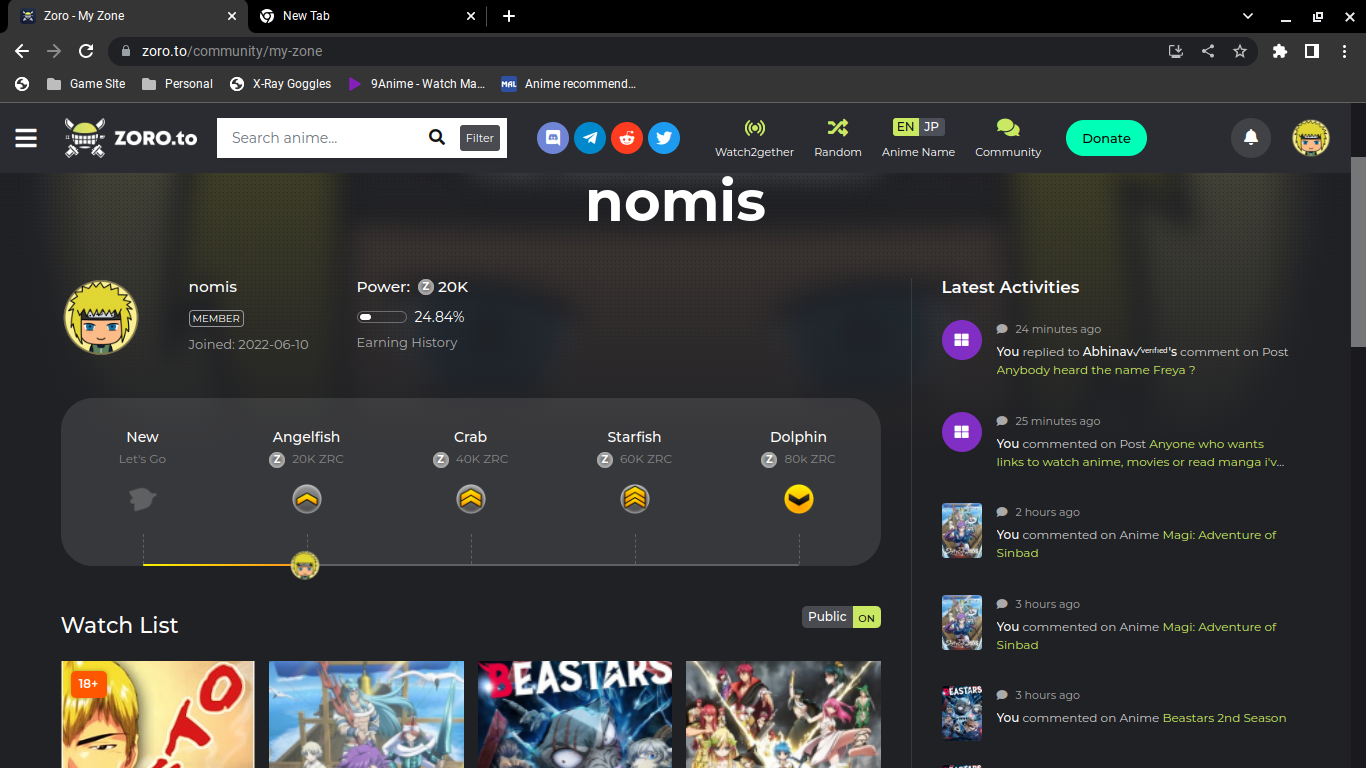 Zoro - My Zone
New Tab
zoro.to/community/my-zone
Game SIte
Personal
X-Ray Goggles
9Anime - Watch Ma...
MAL
Anime recommend...
ZORO.to
Search anime...
Filter
Watch2gether
Random
EN JP
Anime Name
Community
Donate
nomis
nomis
MEMBER
Joined: 2022-06-10
Power: Z 20K
24.84%
Earning History
New
Let's Go
Angelfish
Z 20K ZRC
Crab
Z 40K ZRC
Starfish
Z 60K ZRC
Dolphin
Z 80k ZRC
Watch List
Public ON
18+
TO
BEASTARS
Latest Activities
24 minutes ago
You replied to Abhinav✓ᵛᵉʳᶦᶠᶦᵉᵈ's comment on Post
Anybody heard the name Freya ?
25 minutes ago
You commented on Post Anyone who wants
links to watch anime, movies or read manga i'v...
2 hours ago
You commented on Anime Magi: Adventure of
Sinbad
3 hours ago
You commented on Anime Magi: Adventure of
Sinbad
BEASTARS
3 hours ago
You commented on Anime Beastars 2nd Season